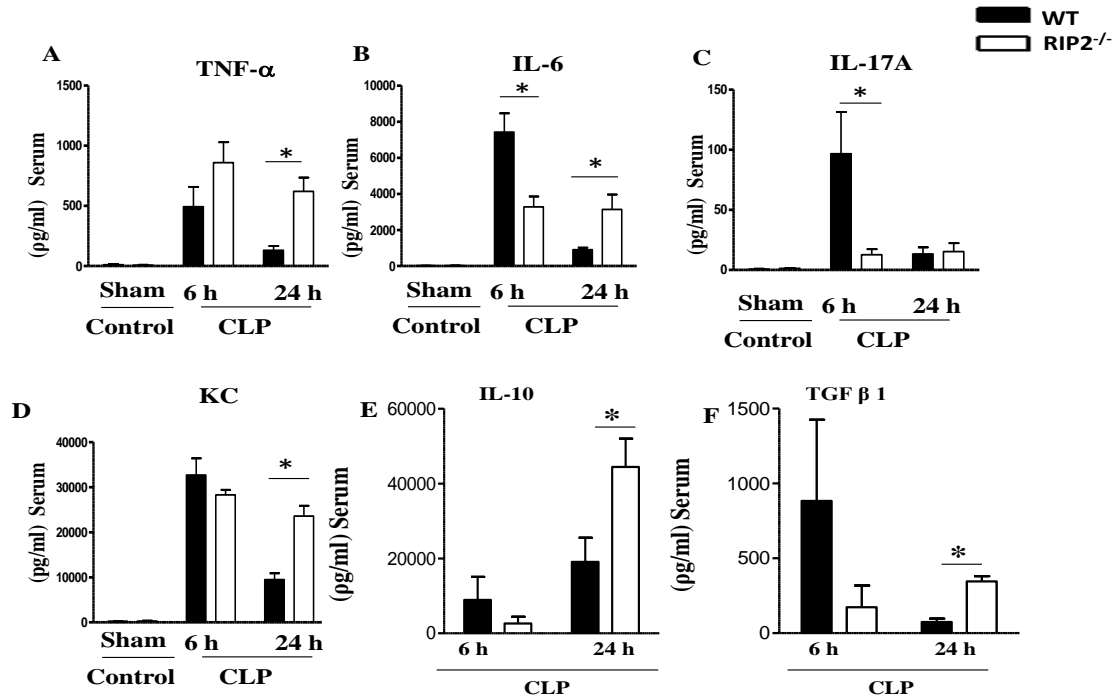 WT
RIP2-/-
A
TNF-α
(ρg/ml) Serum
1500
1000
500
0
Sham
6 h
24 h
Control
CLP
B
IL-6
(pg/ml) Serum
10000
8000
6000
4000
2000
0
*
*
Sham
6 h
24 h
Control
CLP
*
C
IL-17A
(pg/ml) Serum
150
100
50
0
*
Sham
6 h
24 h
Control
CLP
D
KC
(pg/ml) Serum
40000
30000
20000
10000
0
*
Sham
6 h
24 h
Control
CLP
E
IL-10
(ρg/ml) Serum
60000
40000
20000
0
*
6 h
24 h
CLP
F
TGF β 1
(ρg/ml) Serum
1500
1000
500
0
*
6 h
24 h
CLP